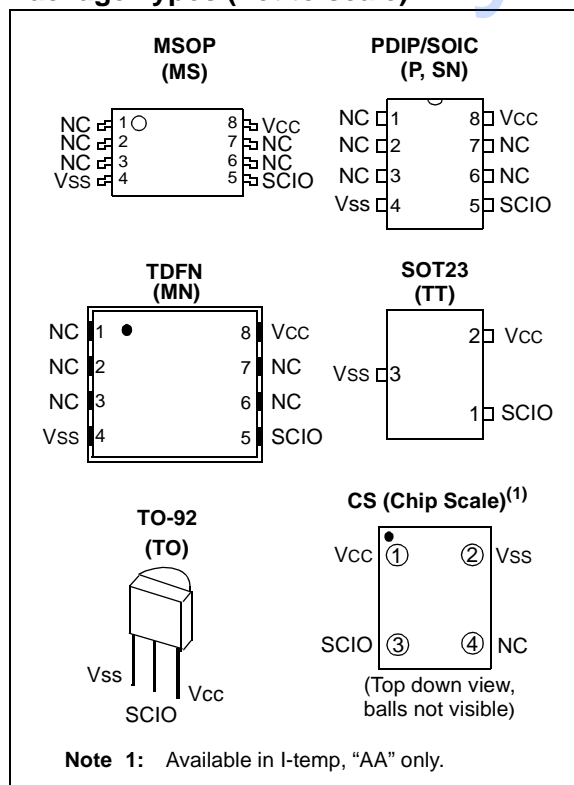 MSOP
(MS)
NC 1 8 VCC
NC 2 7 NC
NC 3 6 NC
VSS 4 5 SCIO
PDIP/SOIC
(P, SN)
NC 1 8 VCC
NC 2 7 NC
NC 3 6 NC
VSS 4 5 SCIO
TDFN
(MN)
NC 1 8 VCC
NC 2 7 NC
NC 3 6 NC
VSS 4 5 SCIO
SOT23
(TT)
2 VCC
VSS 3
1 SCIO
TO-92
(TO)
VSS
VCC
SCIO
CS (Chip Scale)(1)
VCC 1 2 VSS
SCIO 3 4 NC
(Top down view,
balls not visible)
Note 1: Available in I-temp, “AA” only.